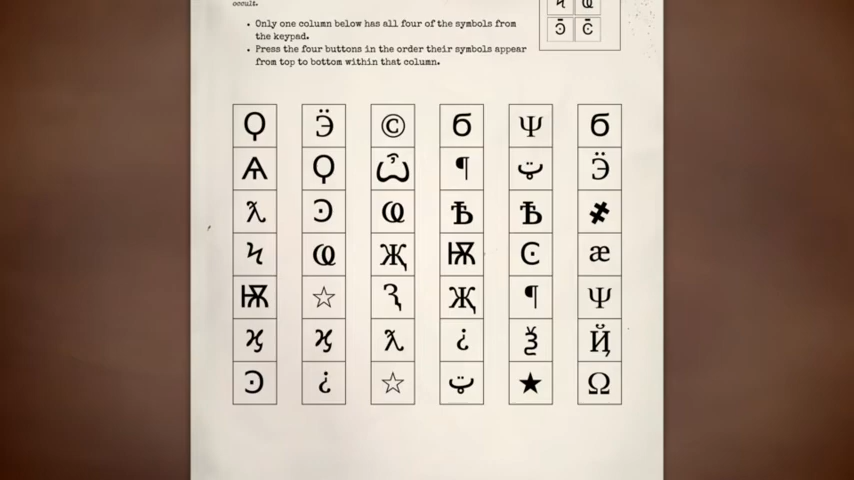 occult.
• Only one column below has all four of the symbols from
the keypad.
• Press the four buttons in the order their symbols appear
from top to bottom within that column.
Ϙ Ӭ © б Ψ б
Ѧ Ϙ Ѽ ¶ ټ Ӭ
ƛ Ͽ Ҩ Ѣ Ѣ ҂
Ϟ Ҩ Җ Ѭ Ͼ æ
Ѭ ☆ Ԇ Җ ¶ Ψ
ϗ ϗ ƛ ¿ Ѯ Ҋ
Ͽ ¿ ☆ ټ ★ Ω